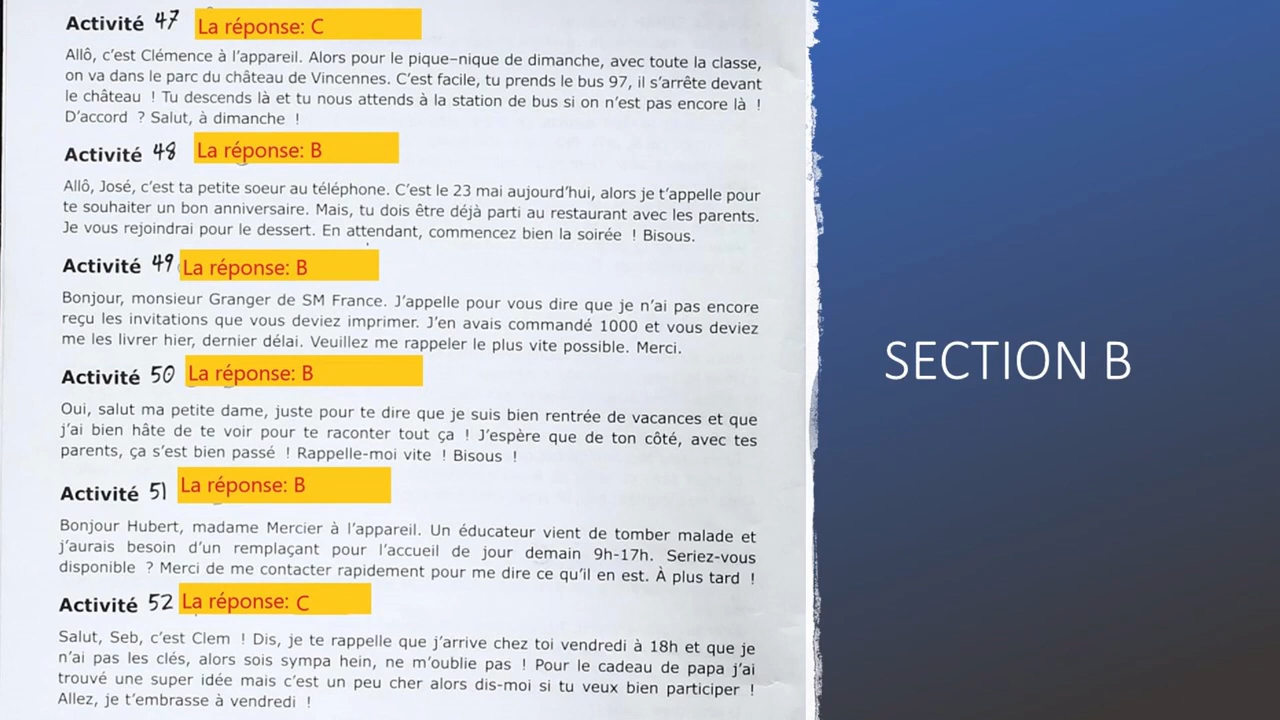 Activité 47 La réponse: C
Allô, c'est Clémence à l'appareil. Alors pour le pique-nique de dimanche, avec toute la classe,
on va dans le parc du château de Vincennes. C'est facile, tu prends le bus 97, il s'arrête devant
le château ! Tu descends là et tu nous attends à la station de bus si on n'est pas encore là !
D'accord ? Salut, à dimanche !
Activité 48 La réponse: B
Allô, José, c'est ta petite soeur au téléphone. C'est le 23 mai aujourd'hui, alors je t'appelle pour
te souhaiter un bon anniversaire. Mais, tu dois être déjà parti au restaurant avec les parents.
Je vous rejoindrai pour le dessert. En attendant, commencez bien la soirée ! Bisous.
Activité 49 La réponse: B
Bonjour, monsieur Granger de SM France. J'appelle pour vous dire que je n'ai pas encore
reçu les invitations que vous deviez imprimer. J'en avais commandé 1000 et vous deviez
me les livrer hier, dernier délai. Veuillez me rappeler le plus vite possible. Merci.
Activité 50 La réponse: B
Oui, salut ma petite dame, juste pour te dire que je suis bien rentrée de vacances et que
j'ai bien hâte de te voir pour te raconter tout ça ! J'espère que de ton côté, avec tes
parents, ça s'est bien passé ! Rappelle-moi vite ! Bisous !
Activité 51 La réponse: B
Bonjour Hubert, madame Mercier à l'appareil. Un éducateur vient de tomber malade et
j'aurais besoin d'un remplaçant pour l'accueil de jour demain 9h-17h. Seriez-vous
disponible ? Merci de me contacter rapidement pour me dire ce qu'il en est. À plus tard !
Activité 52 La réponse: C
Salut, Seb, c'est Clem ! Dis, je te rappelle que j'arrive chez toi vendredi à 18h et que je
n'ai pas les clés, alors sois sympa hein, ne m'oublie pas ! Pour le cadeau de papa j'ai
trouvé une super idée mais c'est un peu cher alors dis-moi si tu veux bien participer !
Allez, je t'embrasse à vendredi !
SECTION B